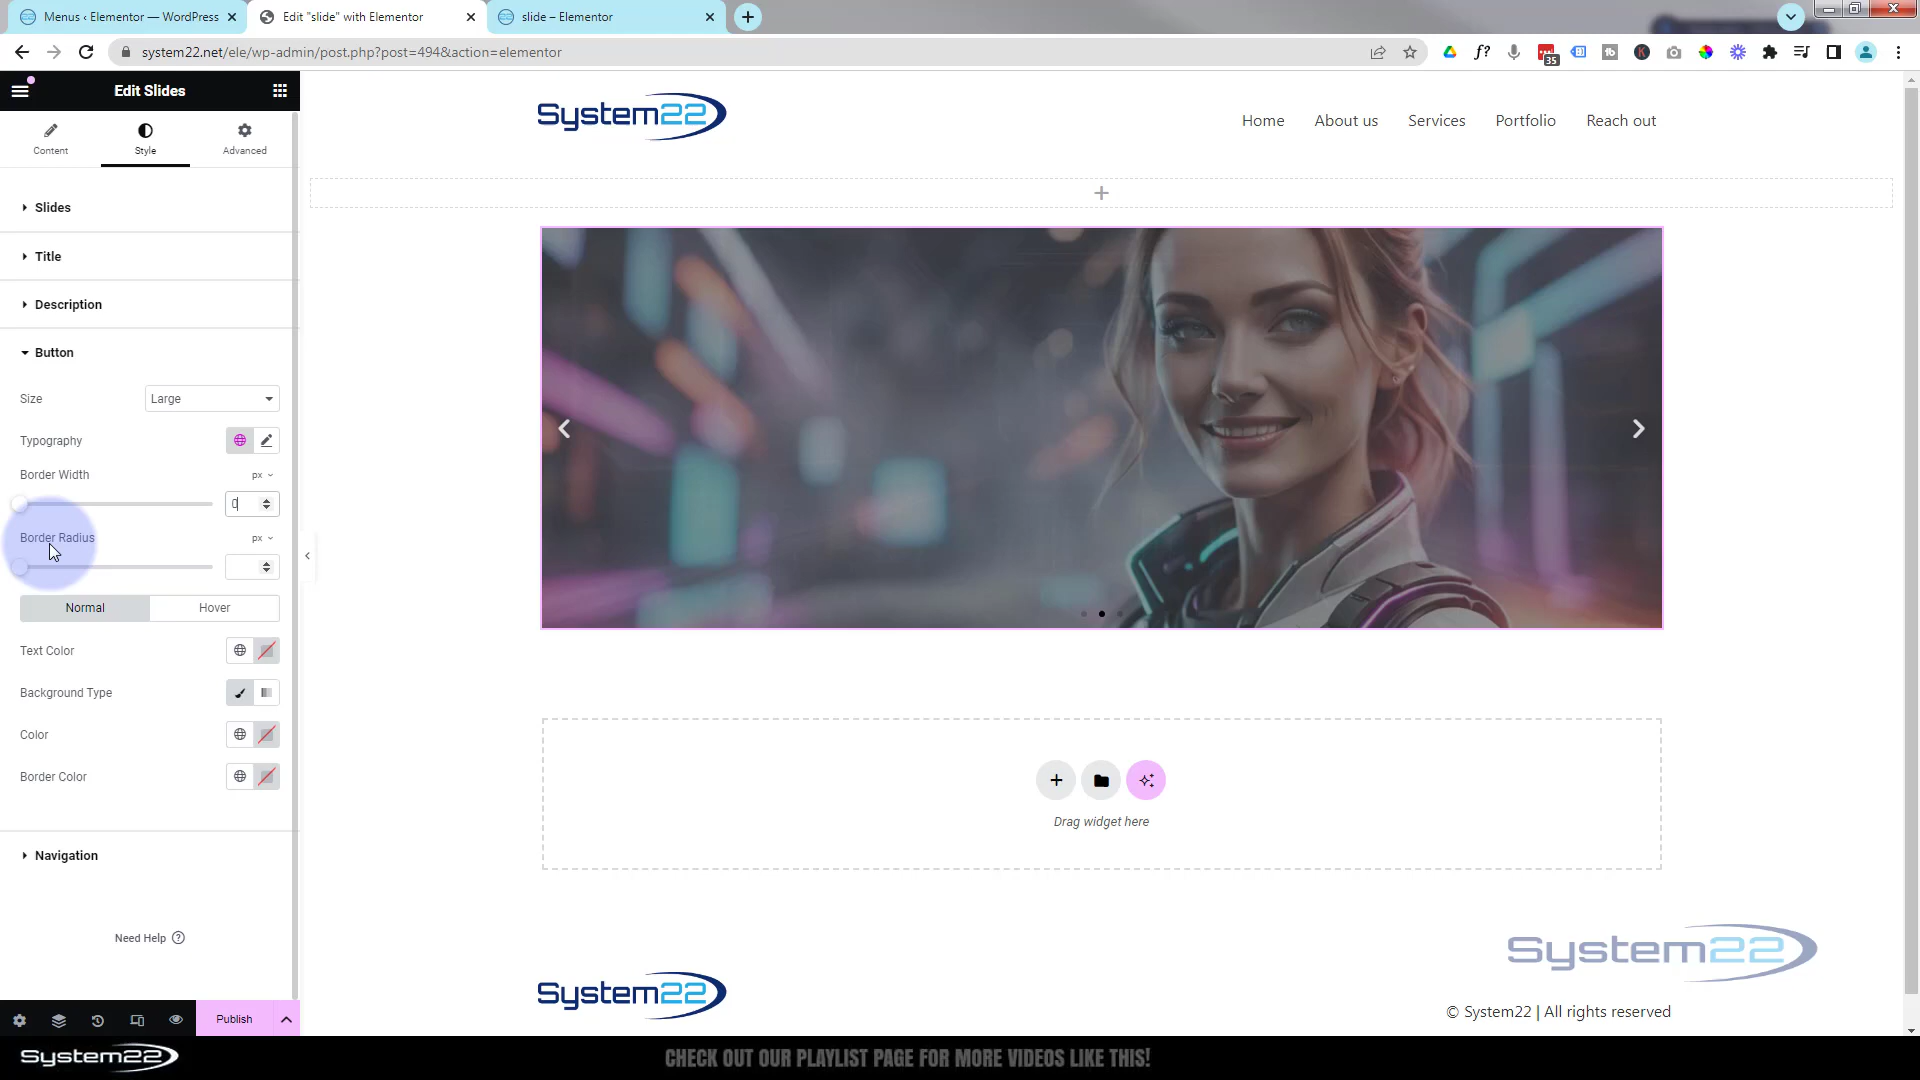 Menus ‹ Elementor — WordPress
Edit "slide" with Elementor
slide – Elementor
system22.net/ele/wp-admin/post.php?post=494&action=elementor
f?
35
Edit Slides
Content
Style
Advanced
Slides
Title
Description
Button
Size
Large
Typography
Border Width
px
0
Border Radius
px
Normal
Hover
Text Color
Background Type
Color
Border Color
Navigation
Need Help
Publish
System22
Home
About us
Services
Portfolio
Reach out
Drag widget here
System22
System22
© System22 | All rights reserved
System22
CHECK OUT OUR PLAYLIST PAGE FOR MORE VIDEOS LIKE THIS!